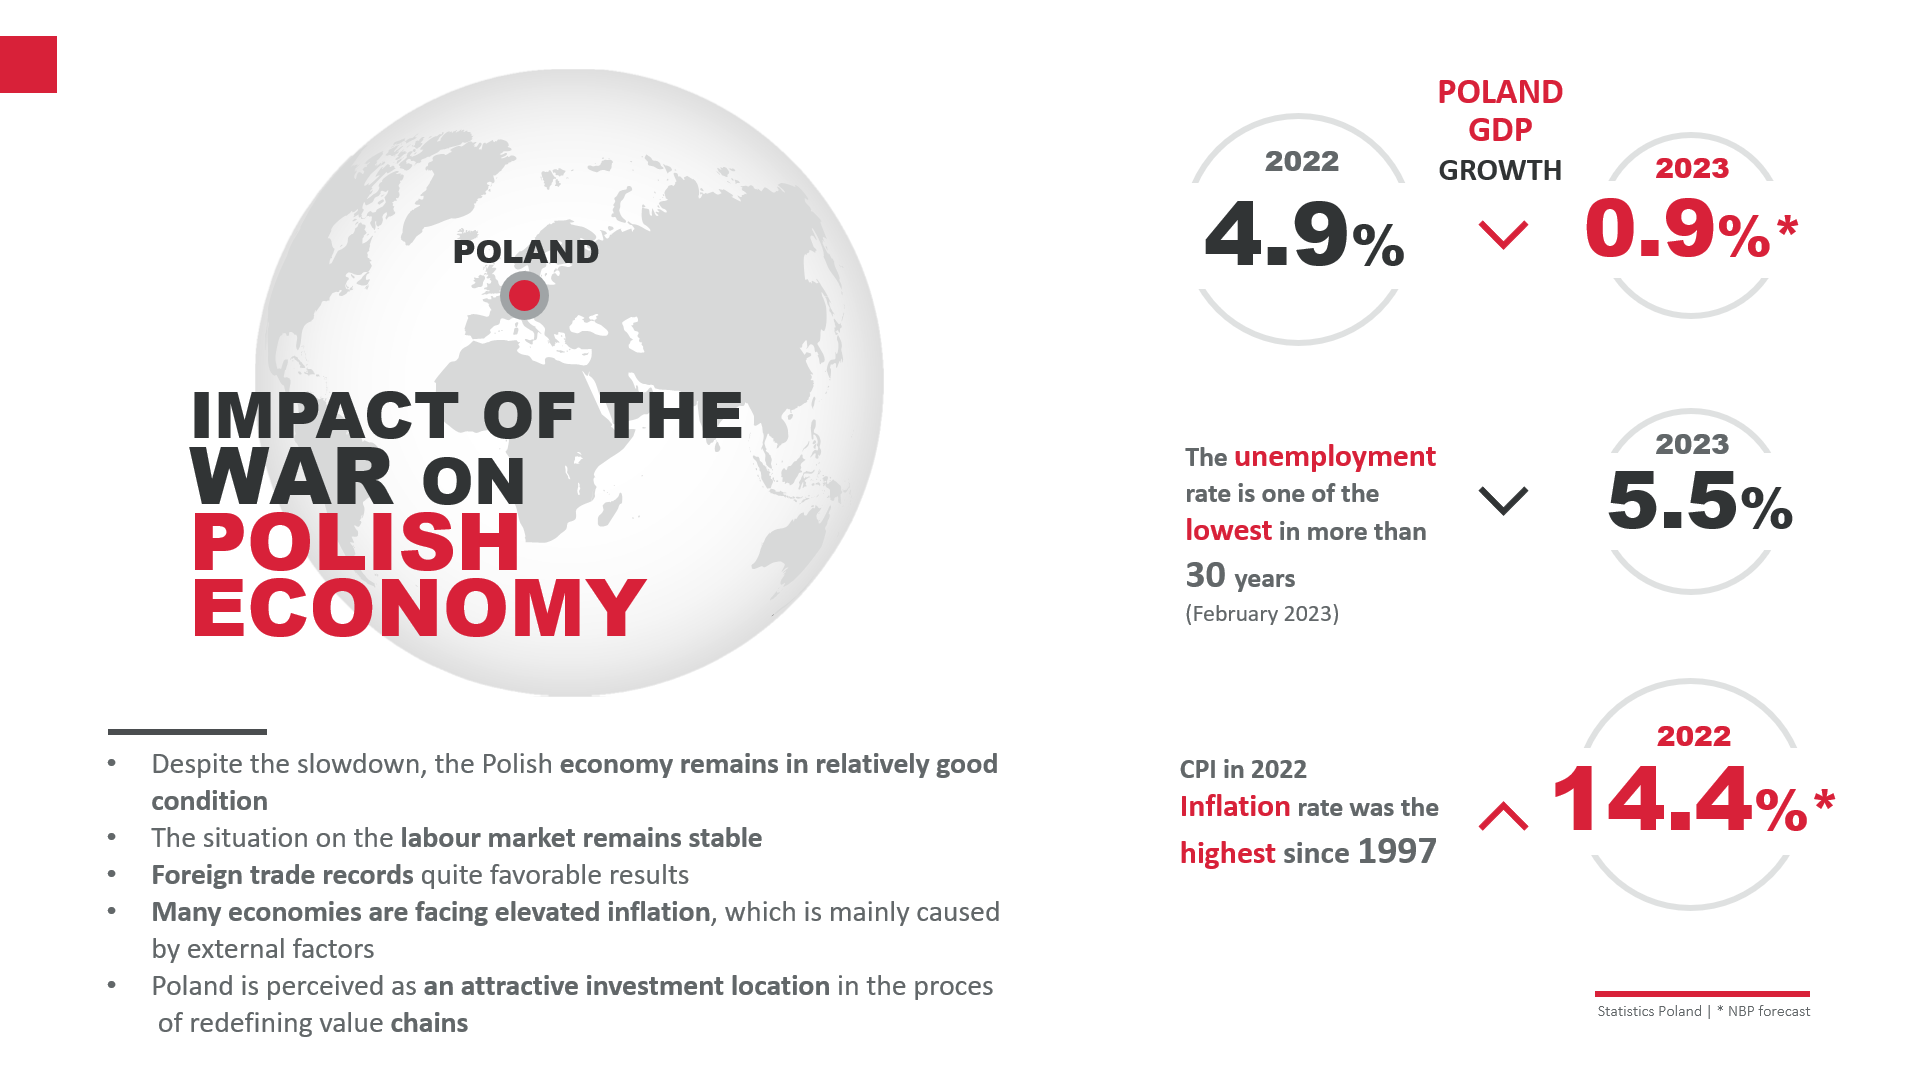 POLAND
IMPACT OF THE
WAR ON
POLISH
ECONOMY
• Despite the slowdown, the Polish economy remains in relatively good
condition
• The situation on the labour market remains stable
• Foreign trade records quite favorable results
• Many economies are facing elevated inflation, which is mainly caused
by external factors
• Poland is perceived as an attractive investment location in the proces
of redefining value chains
POLAND
GDP
GROWTH
2022
4.9%
2023
0.9%*
The unemployment
rate is one of the
lowest in more than
30 years
(February 2023)
2023
5.5%
CPI in 2022
Inflation rate was the
highest since 1997
2022
14.4%*
Statistics Poland | * NBP forecast